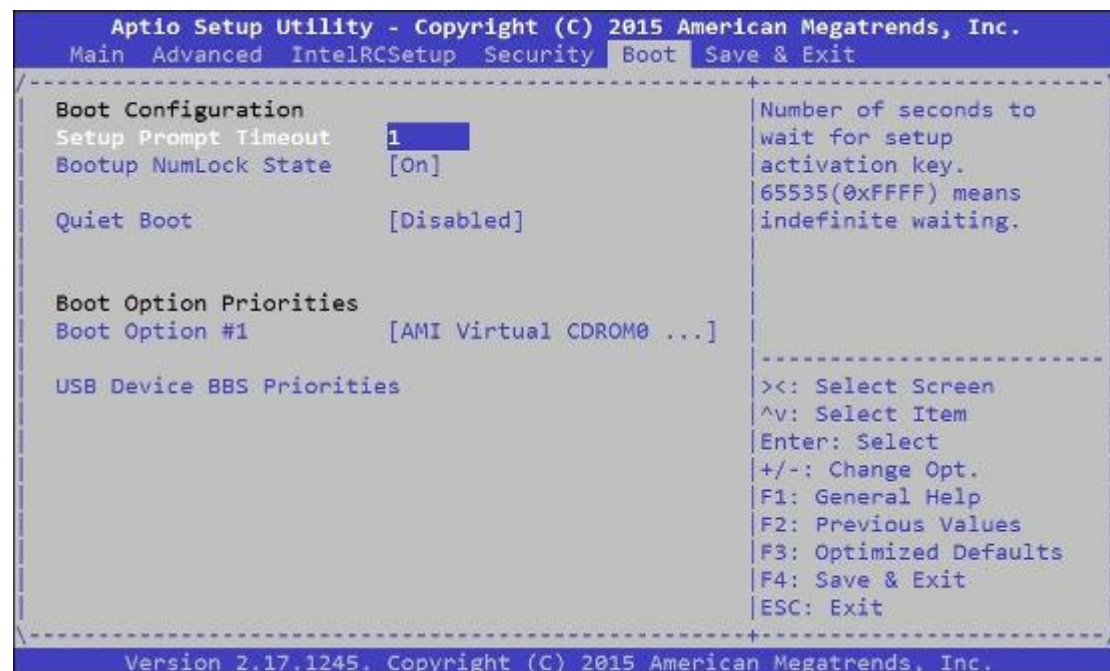 Aptio Setup Utility - Copyright (C) 2015 American Megatrends, Inc.
Main Advanced IntelRCSetup Security Boot Save & Exit
Boot Configuration
Setup Prompt Timeout 1
Bootup NumLock State [On]
Quiet Boot [Disabled]
Boot Option Priorities
Boot Option #1 [AMI Virtual CDROM0 ...]
USB Device BBS Priorities
Number of seconds to
wait for setup
activation key.
65535(0xFFFF) means
indefinite waiting.
><: Select Screen
^v: Select Item
Enter: Select
+/-: Change Opt.
F1: General Help
F2: Previous Values
F3: Optimized Defaults
F4: Save & Exit
ESC: Exit
Version 2.17.1245. Copyright (C) 2015 American Megatrends, Inc.